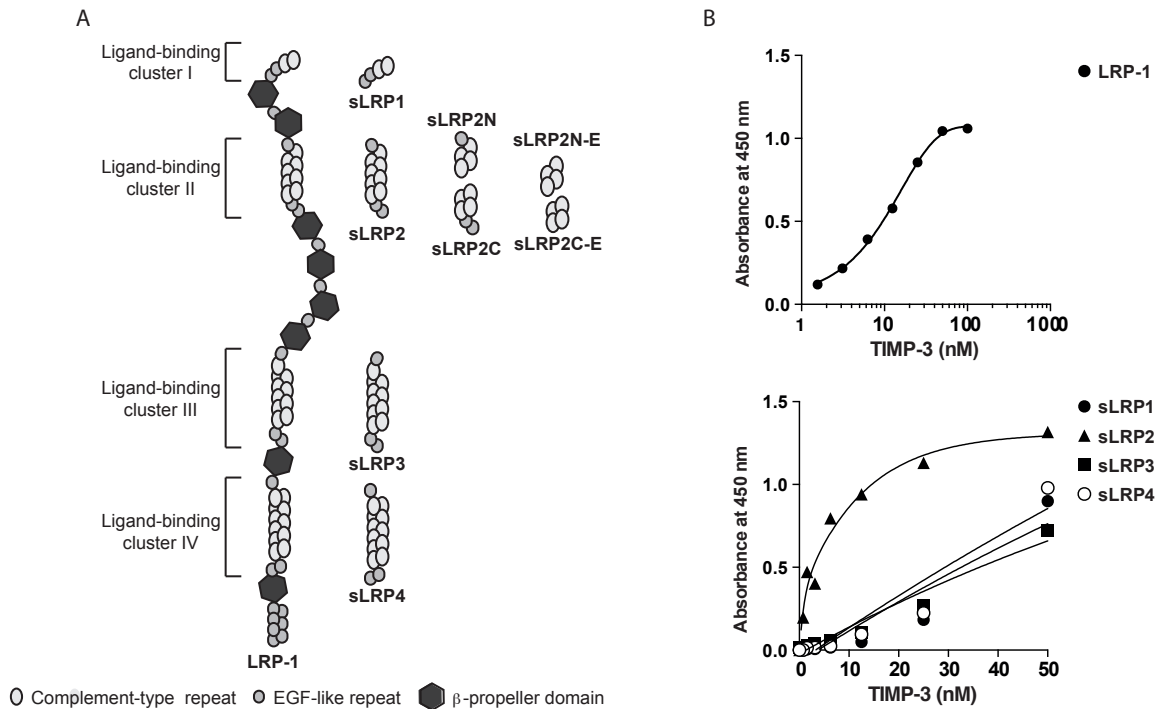 A
Ligand-binding
cluster I
sLRP1
sLRP2N
sLRP2N-E
Ligand-binding
cluster II
sLRP2
sLRP2C
sLRP2C-E
Ligand-binding
cluster III
sLRP3
Ligand-binding
cluster IV
sLRP4
LRP-1
Complement-type repeat
EGF-like repeat
β-propeller domain
B
1.5
1.0
0.5
0.0
Absorbance at 450 nm
1 10 100 1000
TIMP-3 (nM)
LRP-1
1.5
1.0
0.5
0.0
Absorbance at 450 nm
0 10 20 30 40 50
TIMP-3 (nM)
sLRP1
sLRP2
sLRP3
sLRP4